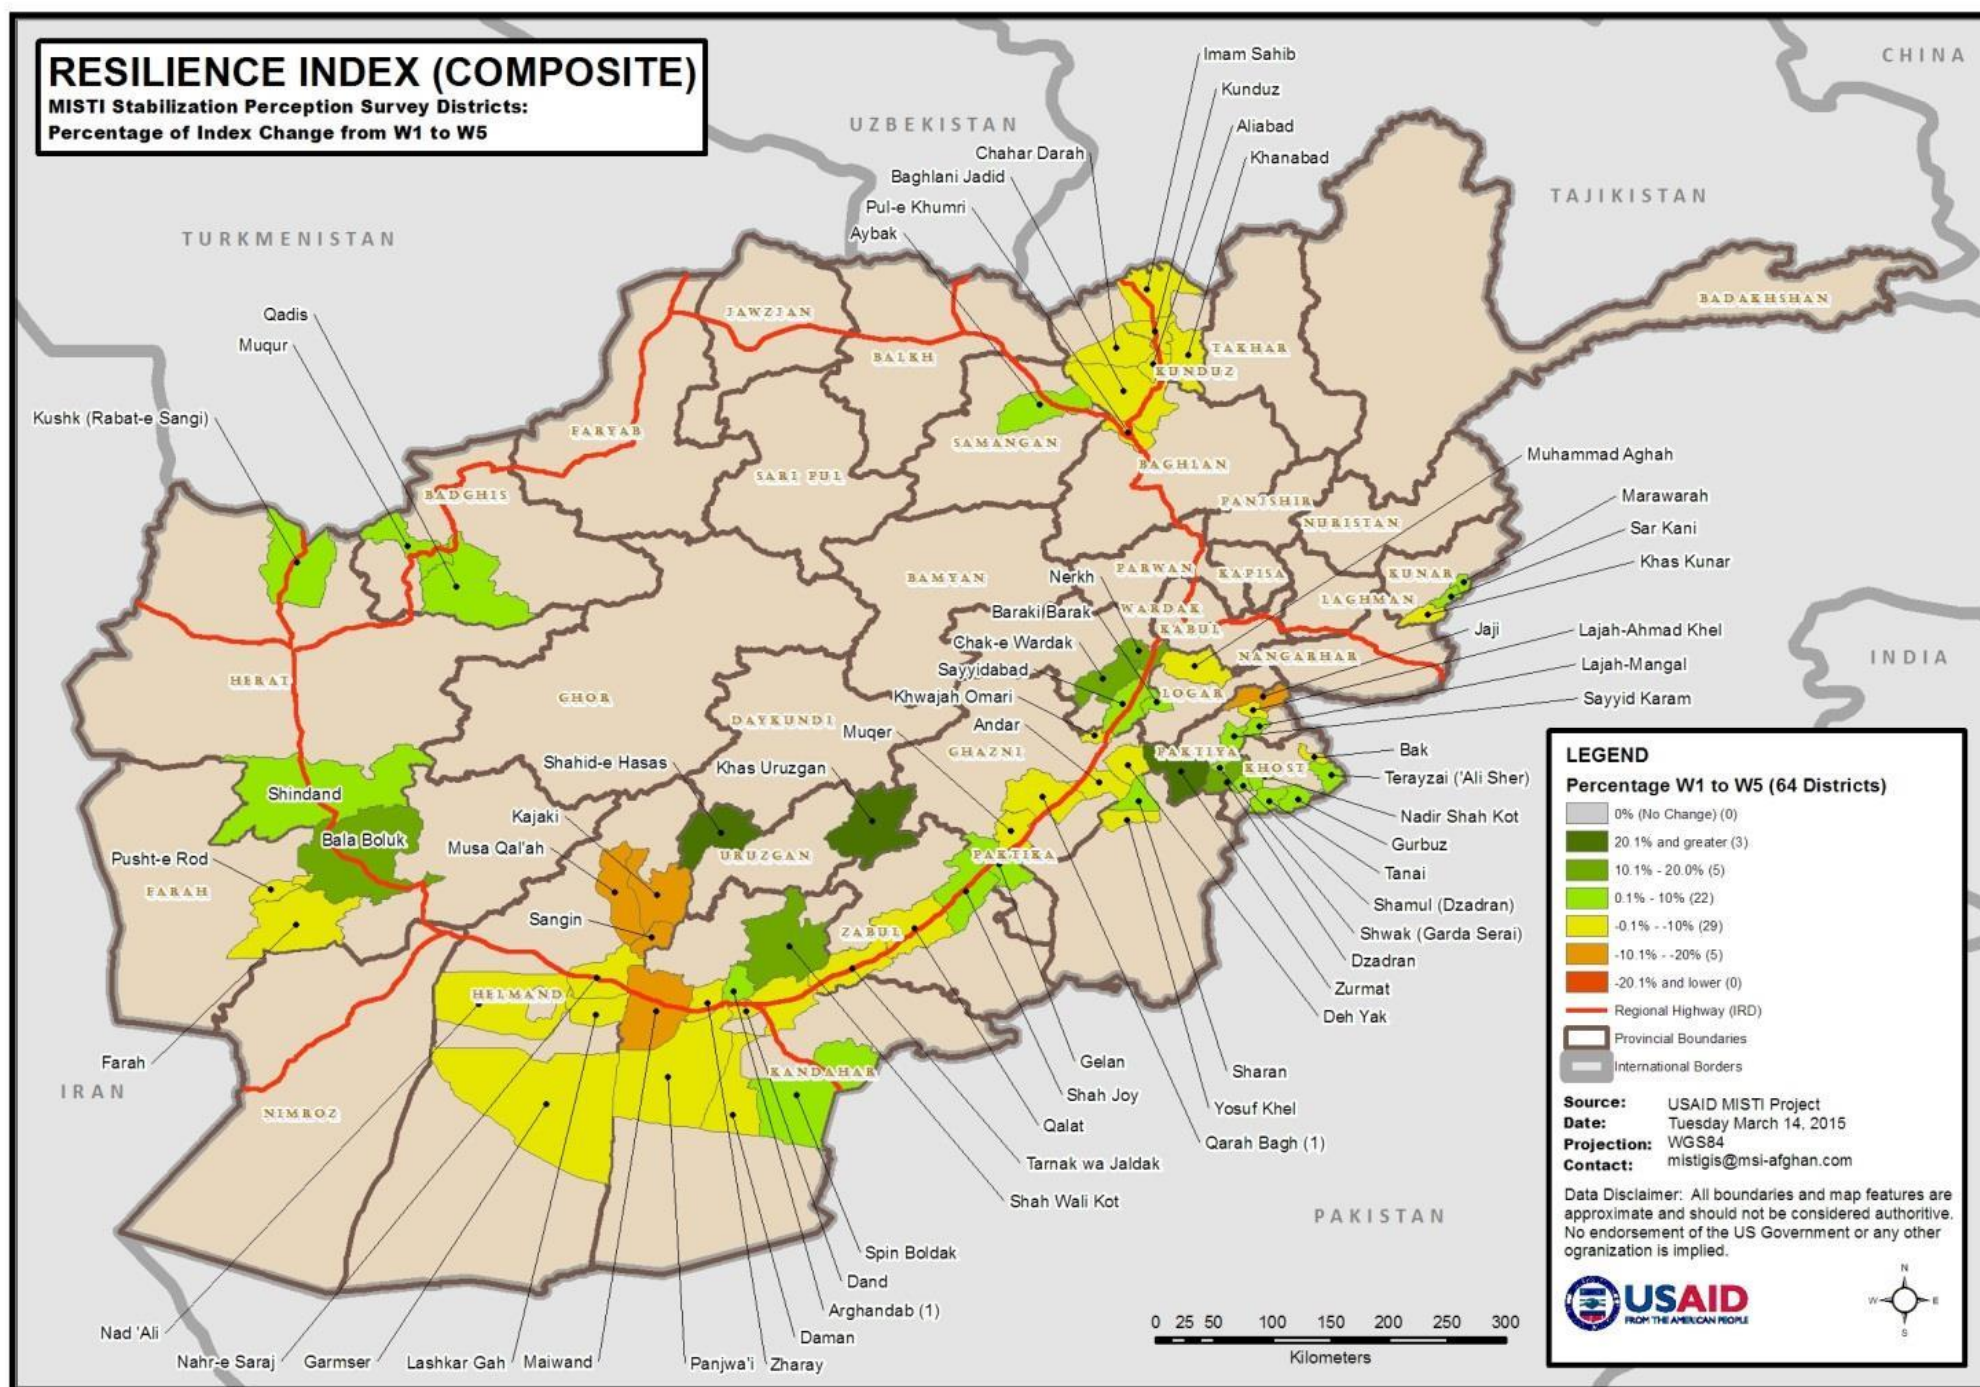 RESILIENCE INDEX (COMPOSITE)
MISTI Stabilization Perception Survey Districts:
Percentage of Index Change from W1 to W5
CHINA
UZBEKISTAN
TAJIKISTAN
TURKMENISTAN
INDIA
IRAN
PAKISTAN
Imam Sahib
Kunduz
Aliabad
Khanabad
Chahar Darah
Baghlani Jadid
Pul-e Khumri
Aybak
Qadis
Muqur
Kushk (Rabat-e Sangi)
JAWZJAN
BALKH
KUNDUZ
TAKHAR
BADAKHSHAN
FARYAB
SAMANGAN
SARI PUL
BAGHLAN
BADGHIS
PANJSHIR
NURISTAN
Muhammad Aghah
Marawarah
Sar Kani
Khas Kunar
Jaji
Lajah-Ahmad Khel
Lajah-Mangal
Sayyid Karam
BAMYAN
PARWAN
KAPISA
KUNAR
LAGHMAN
WARDAK
KABUL
NANGARHAR
LOGAR
HERAT
GHOR
DAYKUNDI
GHAZNI
PAKTIYA
KHOST
Nerkh
Baraki Barak
Chak-e Wardak
Sayyidabad
Khwajah Omari
Andar
Muqer
Shahid-e Hasas
Khas Uruzgan
Kajaki
Musa Qal'ah
Sangin
Shindand
Bala Boluk
Pusht-e Rod
FARAH
Farah
URUZGAN
PAKTIKA
ZABUL
HELMAND
KANDAHAR
NIMROZ
Bak
Terayzai ('Ali Sher)
Nadir Shah Kot
Gurbuz
Tanai
Shamul (Dzadran)
Shwak (Garda Serai)
Dzadran
Zurmat
Deh Yak
Sharan
Yosuf Khel
Qarah Bagh (1)
Gelan
Shah Joy
Qalat
Tarnak wa Jaldak
Shah Wali Kot
Spin Boldak
Dand
Arghandab (1)
Daman
Zharay
Panjwa'i
Maiwand
Lashkar Gah
Garmser
Nahr-e Saraj
Nad 'Ali
LEGEND
Percentage W1 to W5 (64 Districts)
0% (No Change) (0)
20.1% and greater (3)
10.1% - 20.0% (5)
0.1% - 10% (22)
-0.1% - -10% (29)
-10.1% - -20% (5)
-20.1% and lower (0)
Regional Highway (IRD)
Provincial Boundaries
International Borders
Source: USAID MISTI Project
Date: Tuesday March 14, 2015
Projection: WGS84
Contact: mistigis@msi-afghan.com
Data Disclaimer: All boundaries and map features are
approximate and should not be considered authoritive.
No endorsement of the US Government or any other
ogranization is implied.
USAID
FROM THE AMERICAN PEOPLE
N
W
E
S
0 25 50 100 150 200 250 300
Kilometers